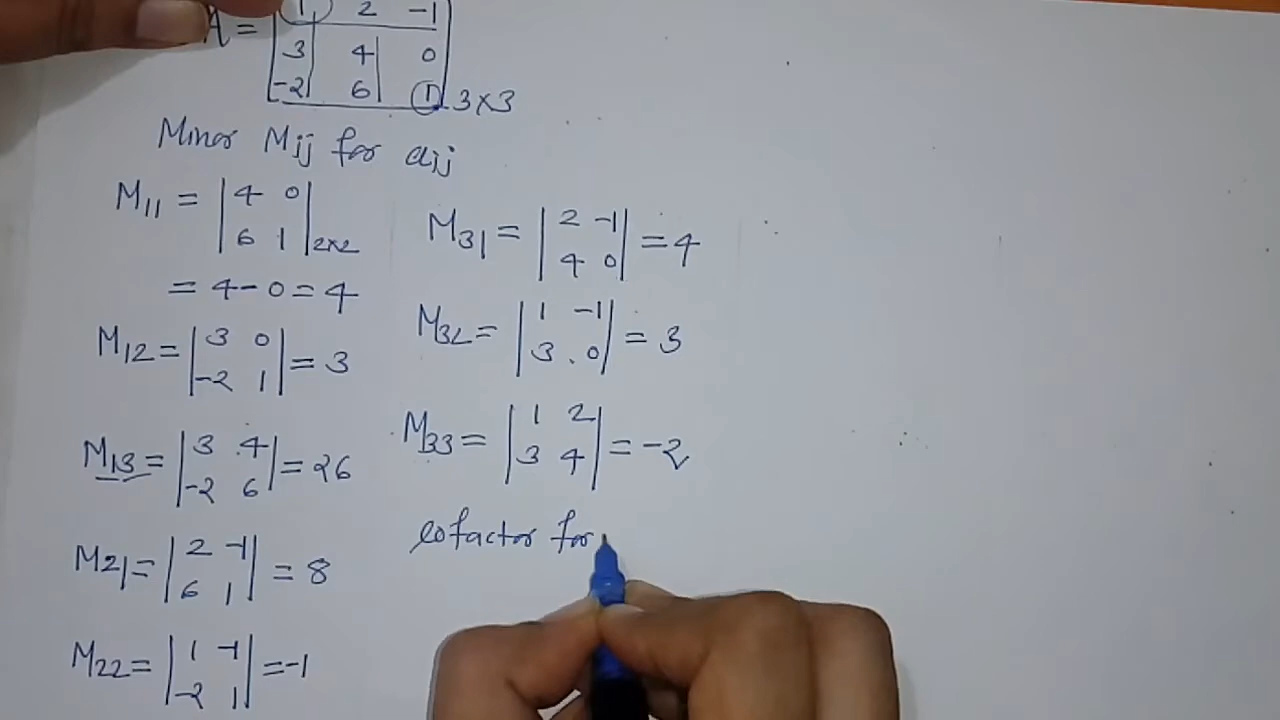 A = [1 2 -1
3 4 0
-2 6 1] 3×3
Minor Mij for aij
M11 = |4 0
6 1| 2×2
= 4-0=4
M12 = |3 0
-2 1| = 3
M13 = |3 4
-2 6| = 26
M21 = |2 -1
6 1| = 8
M22 = |1 -1
-2 1| = -1
M31 = |2 -1
4 0| = 4
M32 = |1 -1
3 0| = 3
M33 = |1 2
3 4| = -2
cofactor for